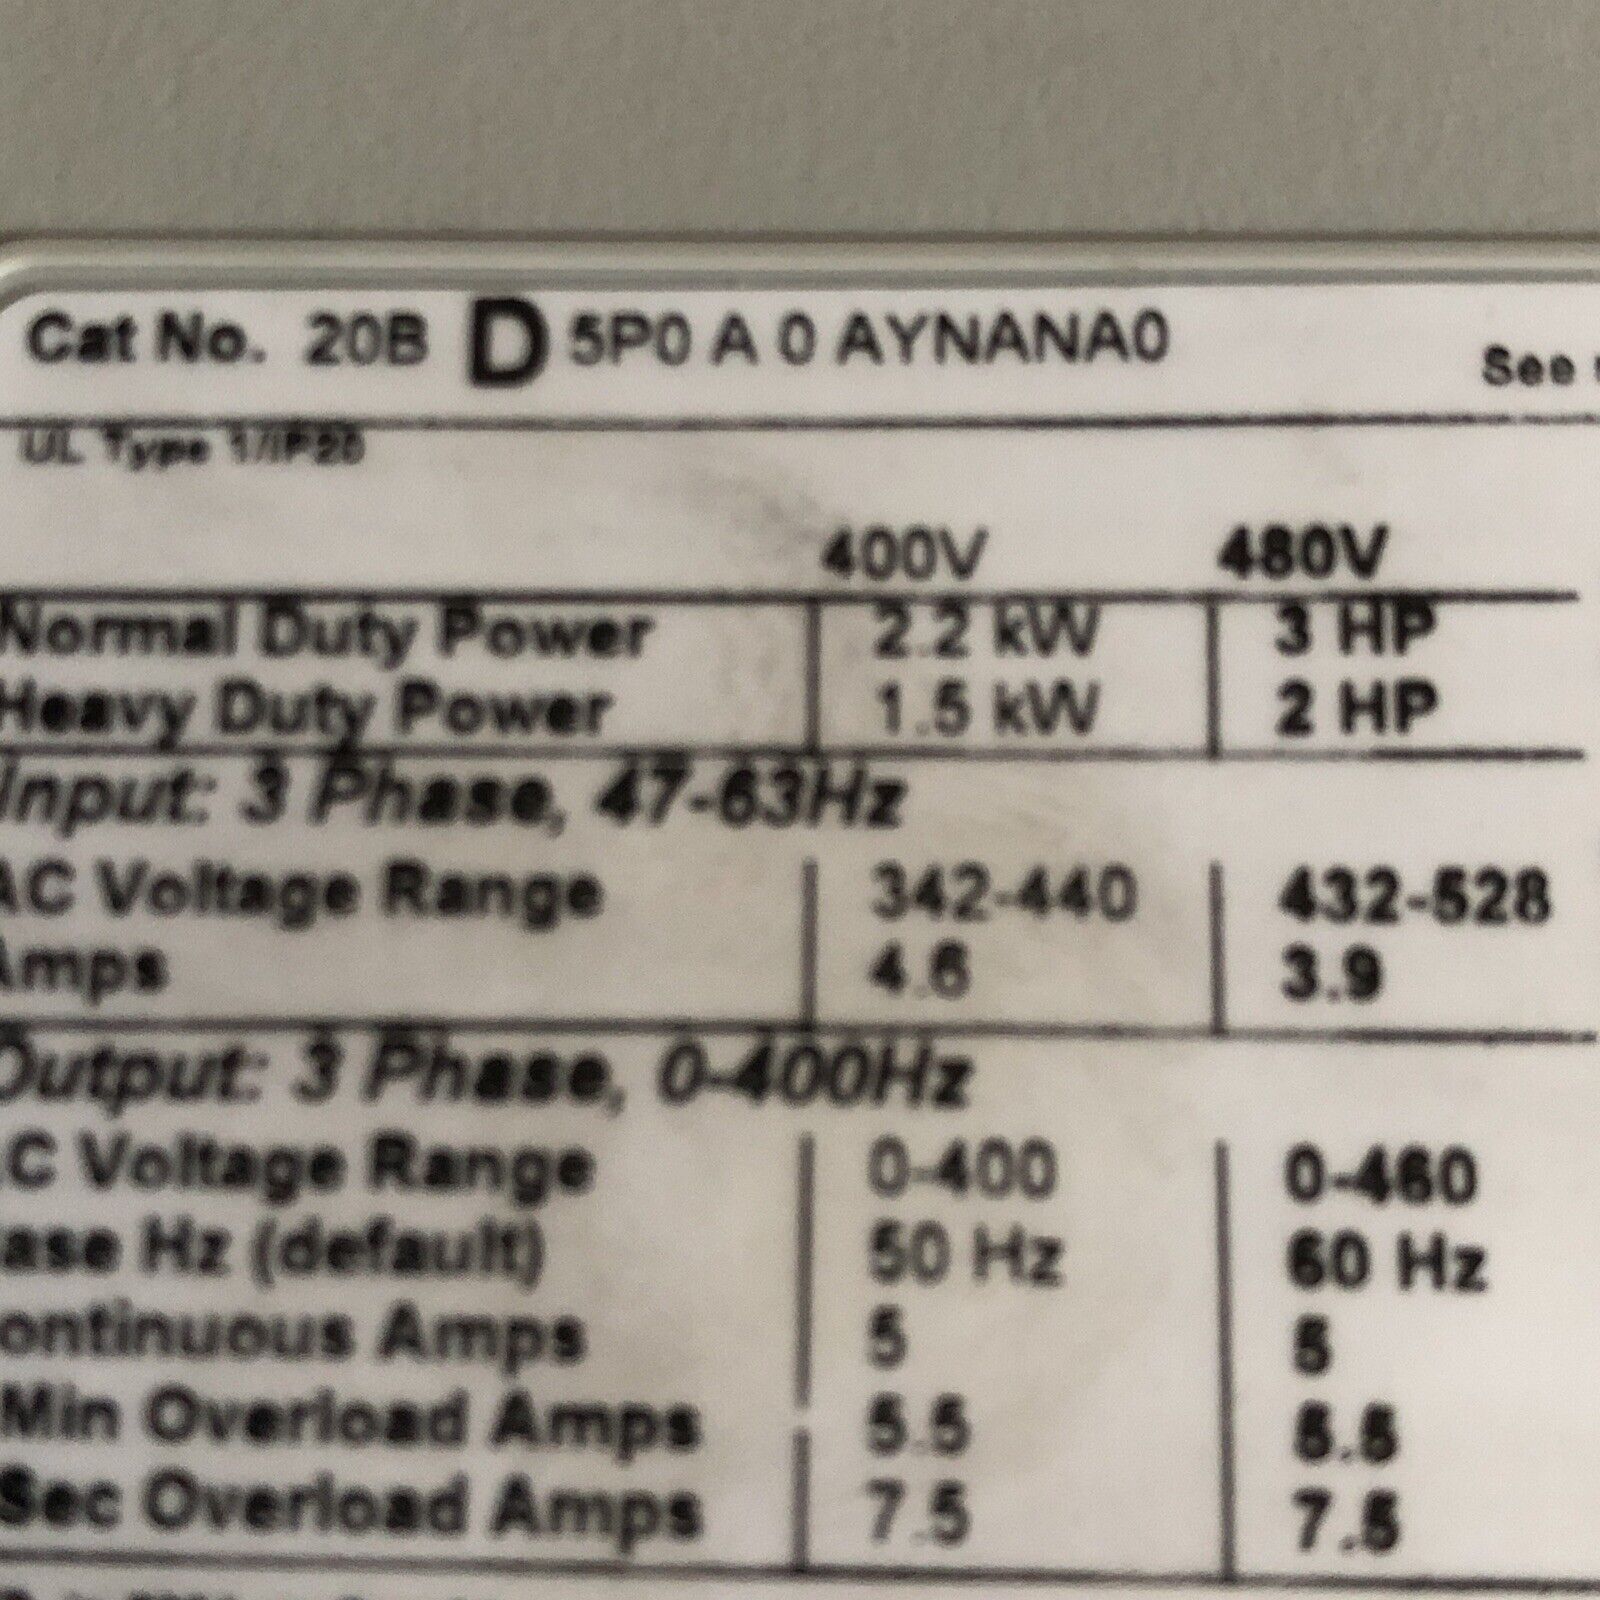 Cat No. 20B D 5P0 A 0 AYNANA0
See
UL Type 1/IP20
400V 480V
Normal Duty Power 2.2 kW 3 HP
Heavy Duty Power 1.5 kW 2 HP
Input: 3 Phase, 47-63Hz
AC Voltage Range 342-440 432-528
Amps 4.6 3.9
Output: 3 Phase, 0-400Hz
C Voltage Range 0-400 0-460
ase Hz (default) 50 Hz 60 Hz
ontinuous Amps 5 5
Min Overload Amps 5.5 5.5
Sec Overload Amps 7.5 7.5